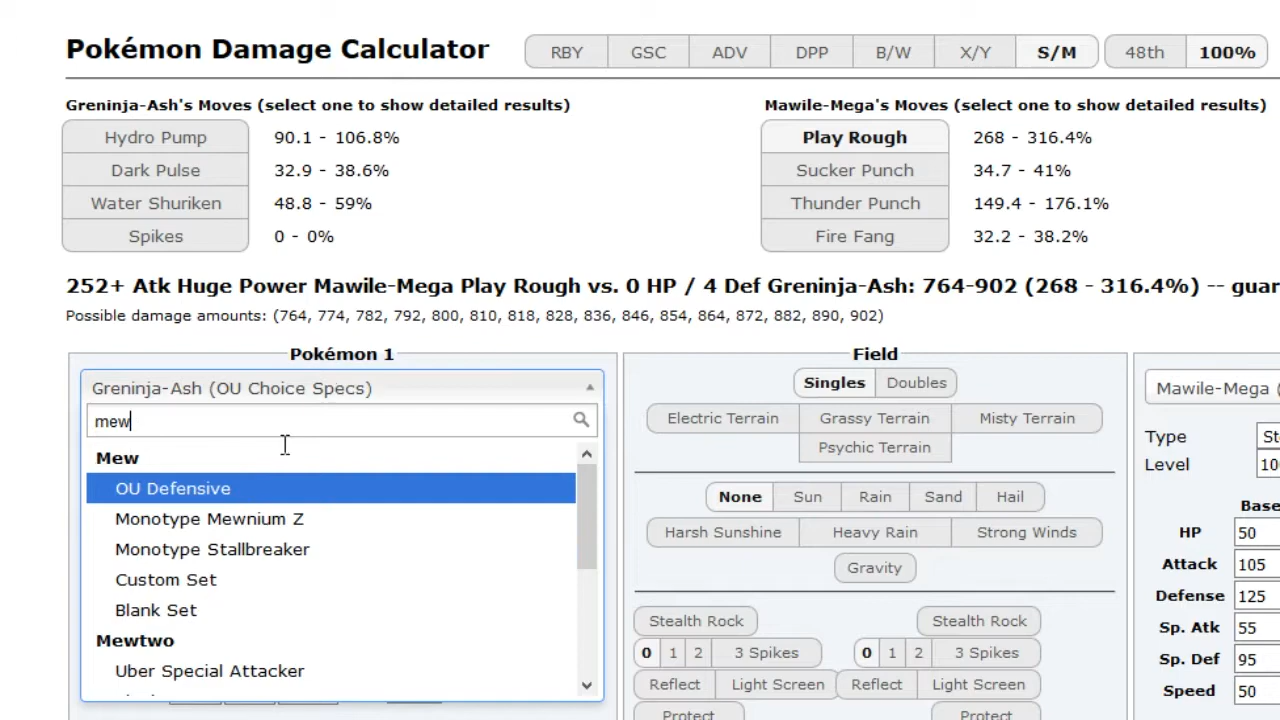 Pokémon Damage Calculator
RBY GSC ADV DPP B/W X/Y S/M 48th 100%
Greninja-Ash's Moves (select one to show detailed results)
Hydro Pump 90.1 - 106.8%
Dark Pulse 32.9 - 38.6%
Water Shuriken 48.8 - 59%
Spikes 0 - 0%
Mawile-Mega's Moves (select one to show detailed results)
Play Rough 268 - 316.4%
Sucker Punch 34.7 - 41%
Thunder Punch 149.4 - 176.1%
Fire Fang 32.2 - 38.2%
252+ Atk Huge Power Mawile-Mega Play Rough vs. 0 HP / 4 Def Greninja-Ash: 764-902 (268 - 316.4%) -- guar
Possible damage amounts: (764, 774, 782, 792, 800, 810, 818, 828, 836, 846, 854, 864, 872, 882, 890, 902)
Pokémon 1
Greninja-Ash (OU Choice Specs)
mew
Mew
OU Defensive
Monotype Mewnium Z
Monotype Stallbreaker
Custom Set
Blank Set
Mewtwo
Uber Special Attacker
Field
Singles Doubles
Electric Terrain Grassy Terrain Misty Terrain
Psychic Terrain
None Sun Rain Sand Hail
Harsh Sunshine Heavy Rain Strong Winds
Gravity
Stealth Rock Stealth Rock
0 1 2 3 Spikes 0 1 2 3 Spikes
Reflect Light Screen Reflect Light Screen
Protect Protect
Mawile-Mega (
Type St
Level 10
Base
HP 50
Attack 105
Defense 125
Sp. Atk 55
Sp. Def 95
Speed 50